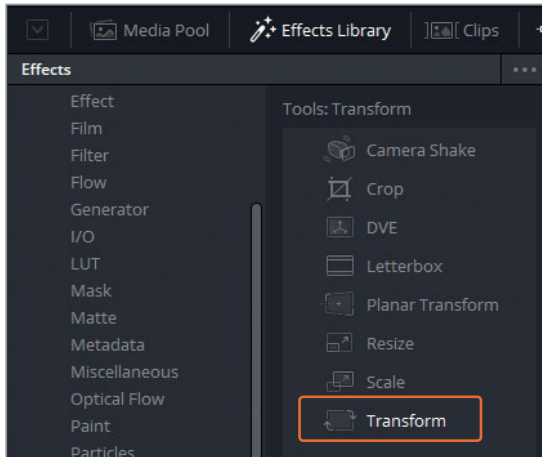 Media Pool Effects Library Clips
Effects
Effect
Film
Filter
Flow
Generator
I/O
LUT
Mask
Matte
Metadata
Miscellaneous
Optical Flow
Paint
Particles
Tools: Transform
Camera Shake
Crop
DVE
Letterbox
Planar Transform
Resize
Scale
Transform